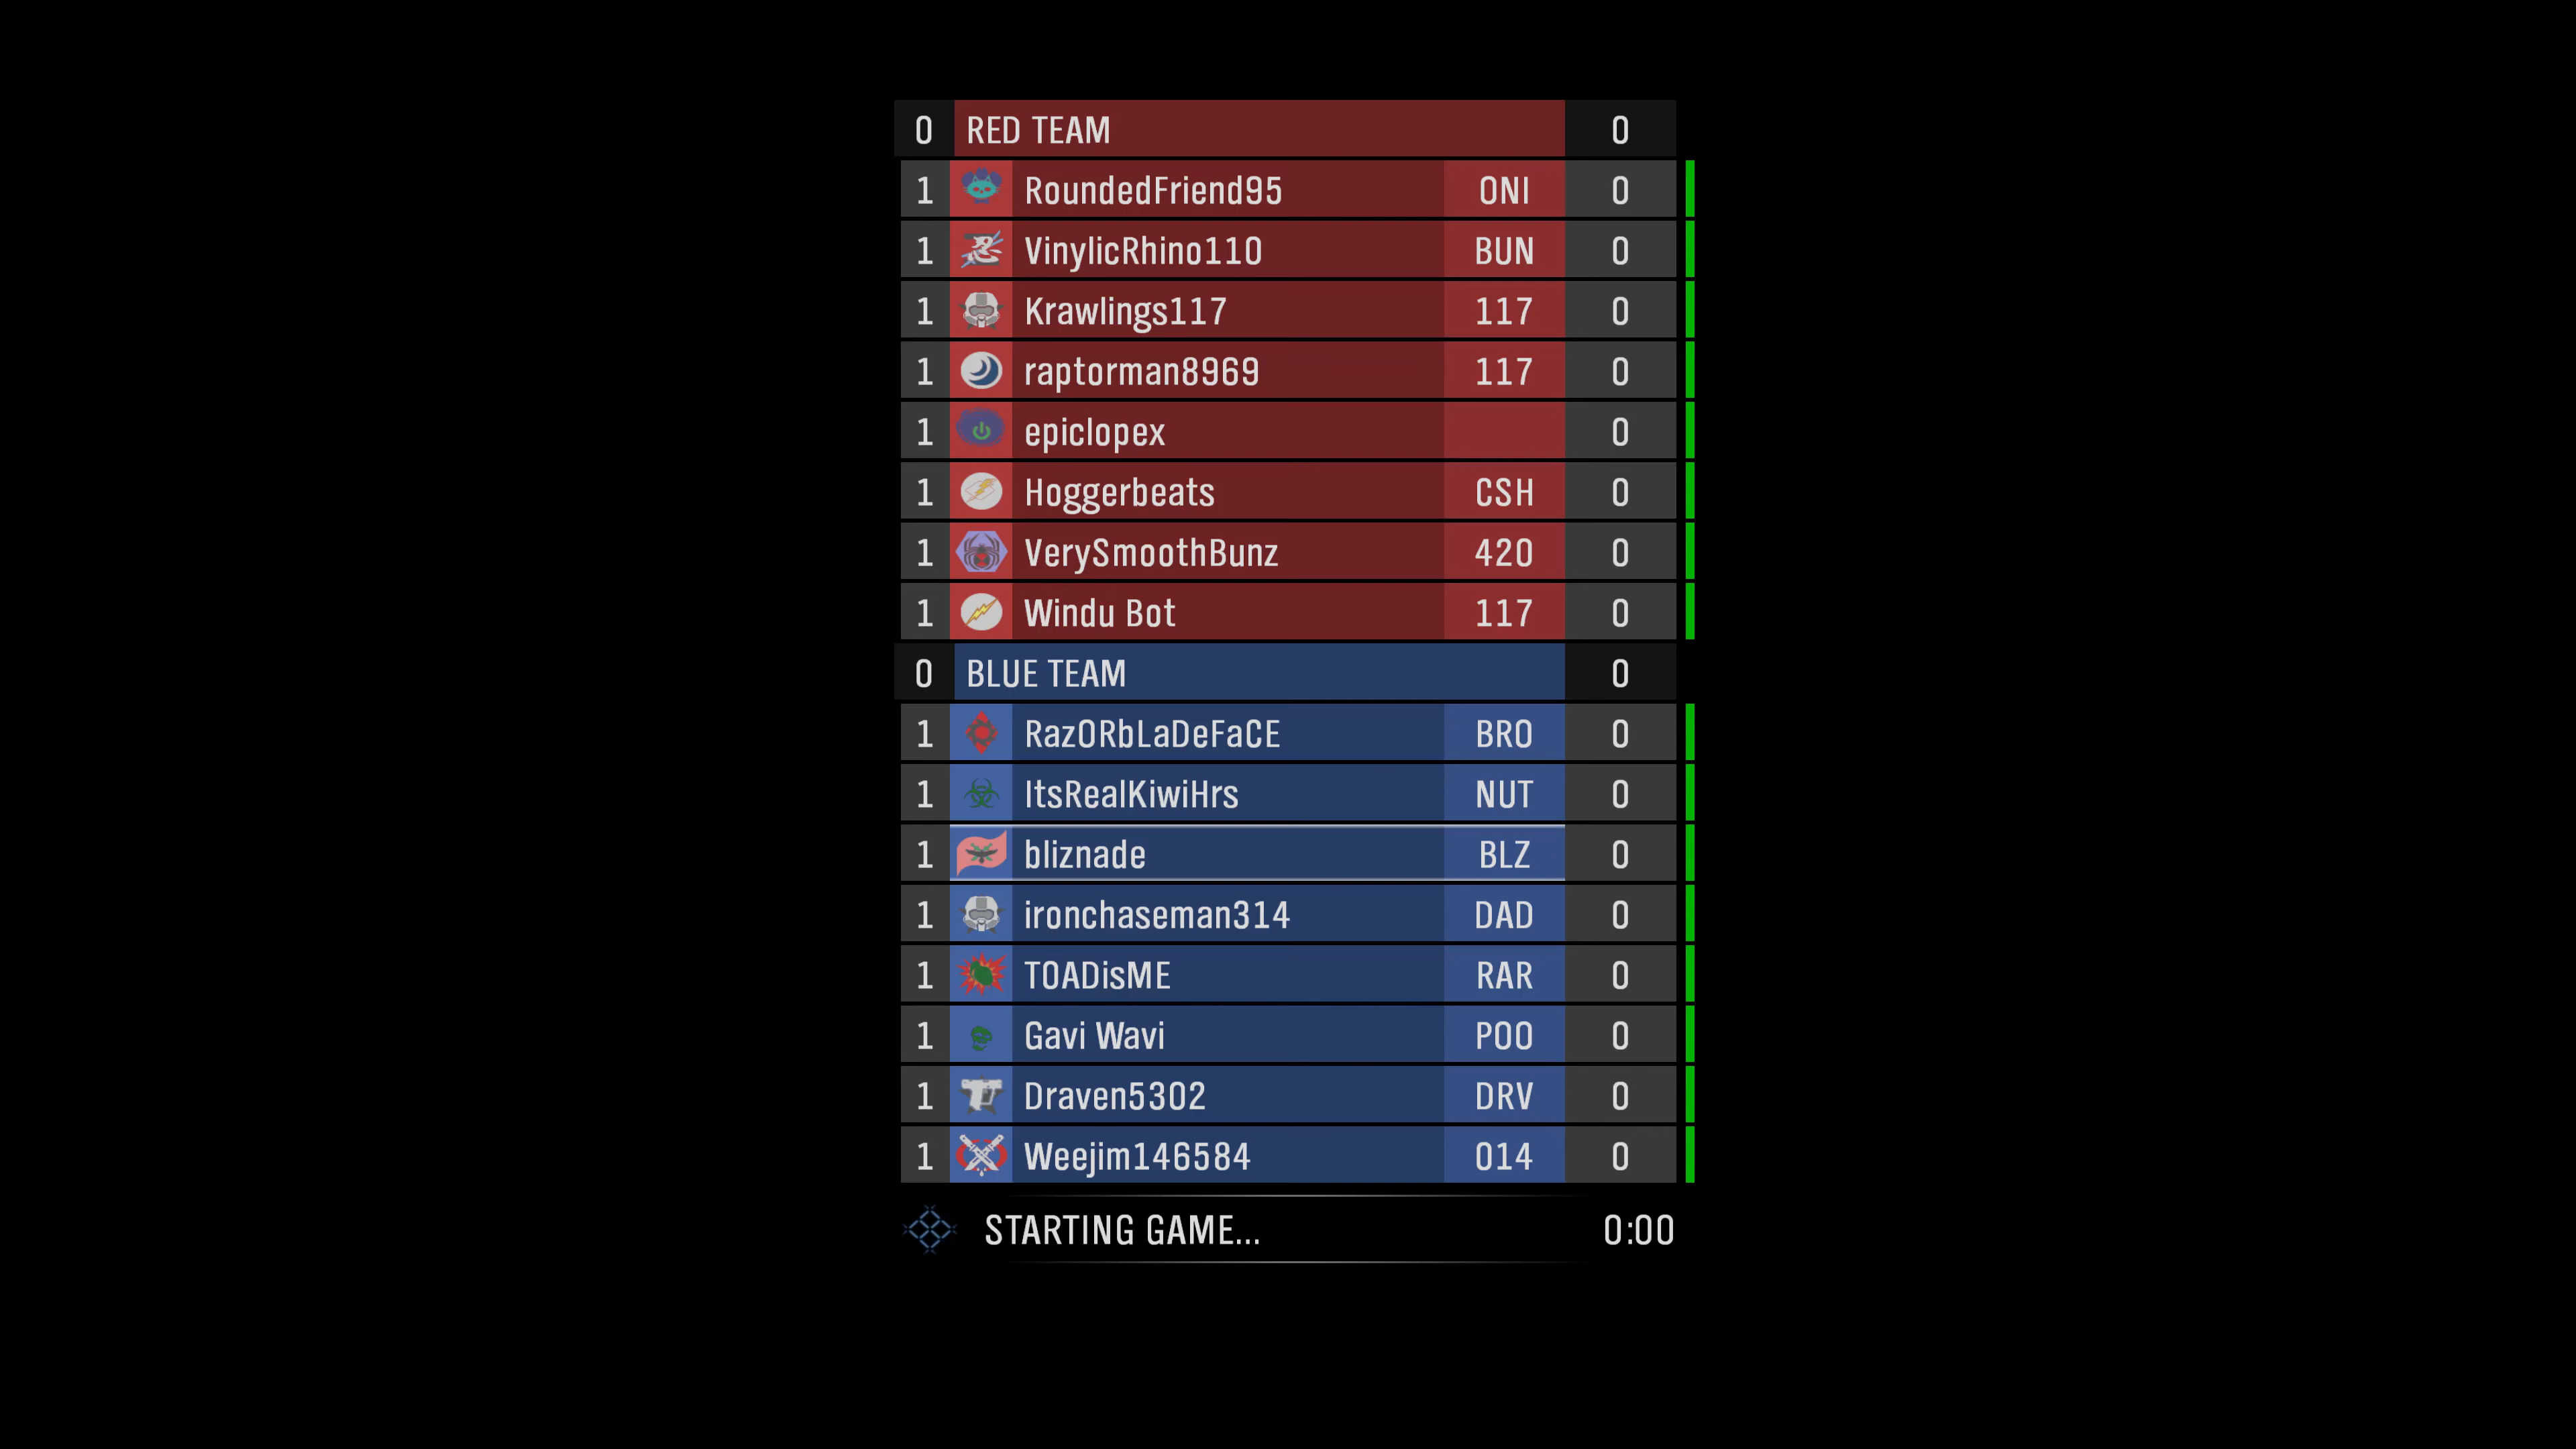 0 RED TEAM 0
1 RoundedFriend95 ONI 0
1 VinylicRhino110 BUN 0
1 Krawlings117 117 0
1 raptorman8969 117 0
1 epiclopex 0
1 Hoggerbeats CSH 0
1 VerySmoothBunz 420 0
1 Windu Bot 117 0
0 BLUE TEAM 0
1 RazORbLaDeFaCE BRO 0
1 ItsRealKiwiHrs NUT 0
1 bliznade BLZ 0
1 ironchaseman314 DAD 0
1 TOADisME RAR 0
1 Gavi Wavi POO 0
1 Draven5302 DRV 0
1 Weejim146584 014 0
STARTING GAME... 0:00